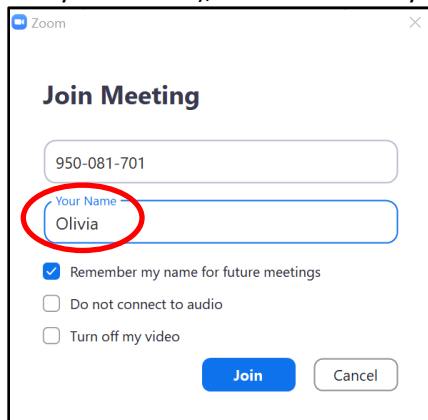 Zoom
Join Meeting
950-081-701
Your Name
Olivia
Remember my name for future meetings
Do not connect to audio
Turn off my video
Join Cancel